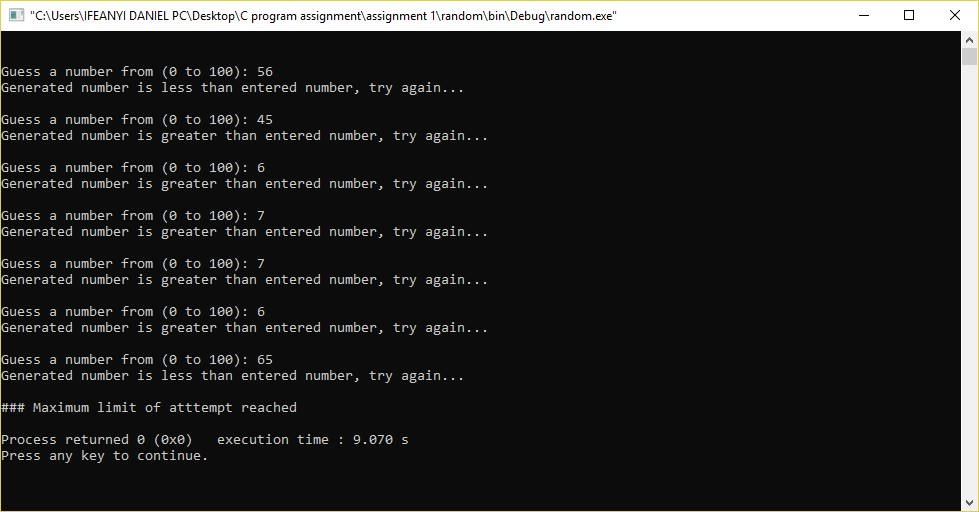 "C:\Users\IFEANYI DANIEL PC\Desktop\C program assignment\assignment 1\random\bin\Debug\random.exe"
Guess a number from (0 to 100): 56
Generated number is less than entered number, try again...
Guess a number from (0 to 100): 45
Generated number is greater than entered number, try again...
Guess a number from (0 to 100): 6
Generated number is greater than entered number, try again...
Guess a number from (0 to 100): 7
Generated number is greater than entered number, try again...
Guess a number from (0 to 100): 7
Generated number is greater than entered number, try again...
Guess a number from (0 to 100): 6
Generated number is greater than entered number, try again...
Guess a number from (0 to 100): 65
Generated number is less than entered number, try again...
### Maximum limit of atttempt reached
Process returned 0 (0x0)   execution time : 9.070 s
Press any key to continue.